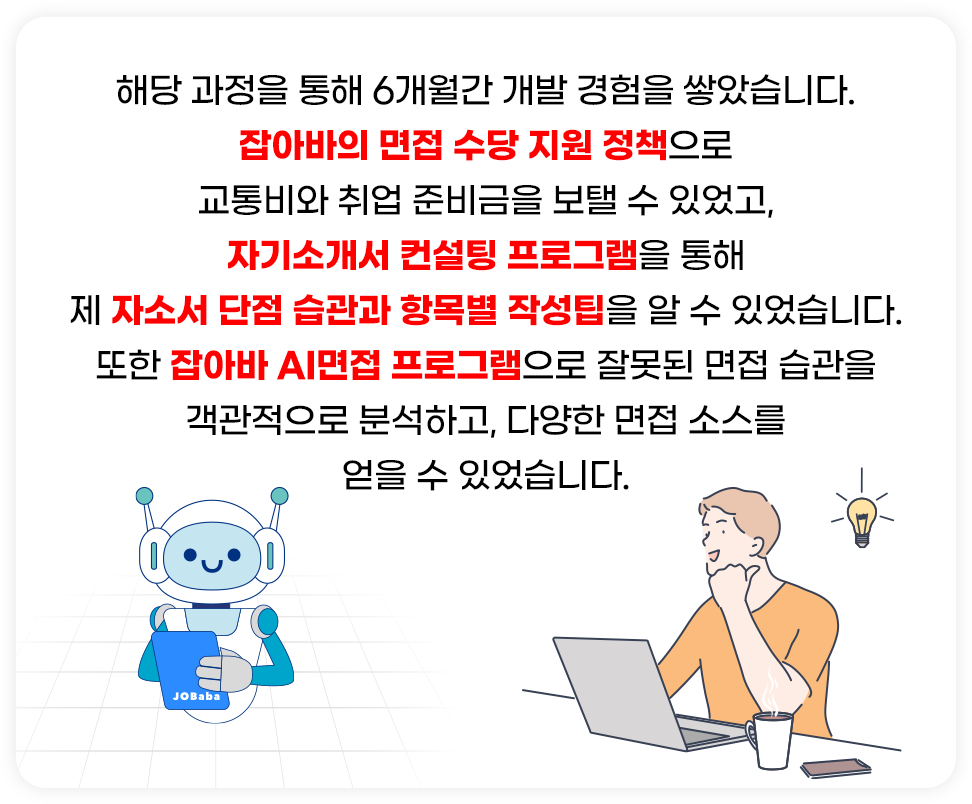 해당 과정을 통해 6개월간 개발 경험을 쌓았습니다.
잡아바의 면접 수당 지원 정책으로
교통비와 취업 준비금을 보탤 수 있었고,
자기소개서 컨설팅 프로그램을 통해
제 자소서 단점 습관과 항목별 작성팁을 알 수 있었습니다.
또한 잡아바 AI면접 프로그램으로 잘못된 면접 습관을
객관적으로 분석하고, 다양한 면접 소스를
얻을 수 있었습니다.
JOBaba